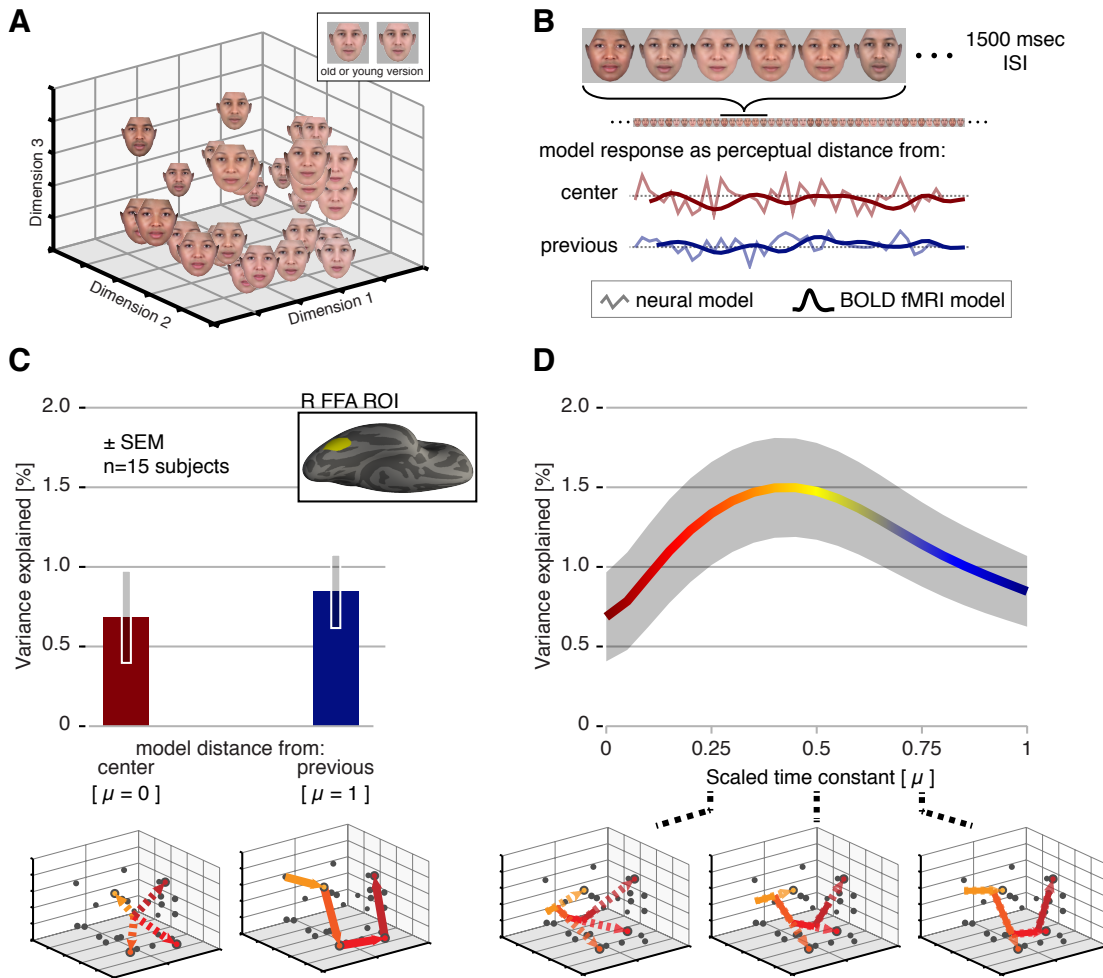 A
old or young version
Dimension 3
Dimension 2
Dimension 1
B
1500 msec
ISI
model response as perceptual distance from:
center
previous
neural model
BOLD fMRI model
C
R FFA ROI
± SEM
n=15 subjects
Variance explained [%]
2.0
1.5
1.0
0.5
0
model distance from:
center
previous
[ µ = 0 ]
[ µ = 1 ]
D
Variance explained [%]
2.0
1.5
1.0
0.5
0
0
0.25
0.5
0.75
1
Scaled time constant [ µ ]